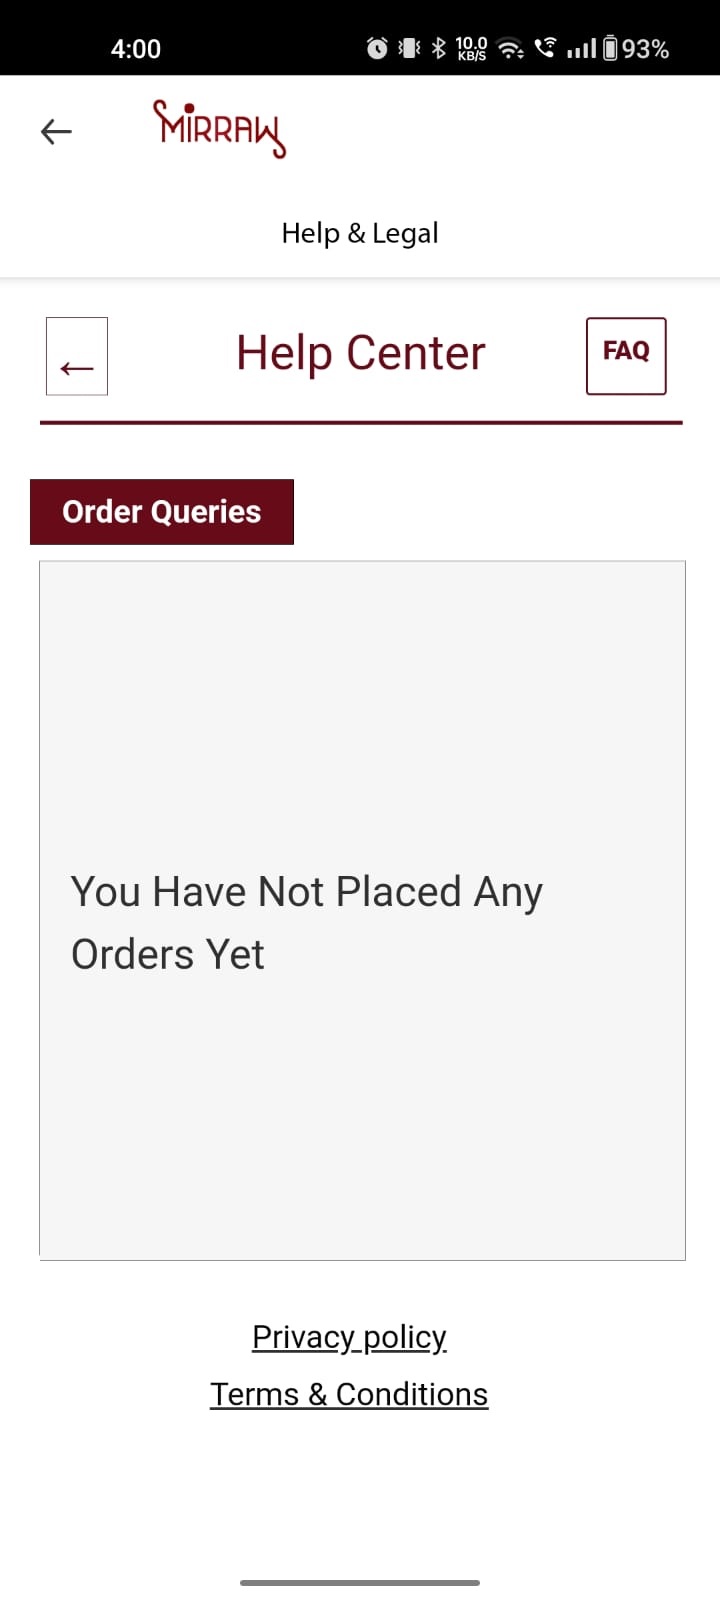 4:00 10.0 KB/S 93%
MIRRAW
Help & Legal
Help Center FAQ
Order Queries
You Have Not Placed Any
Orders Yet
Privacy policy
Terms & Conditions